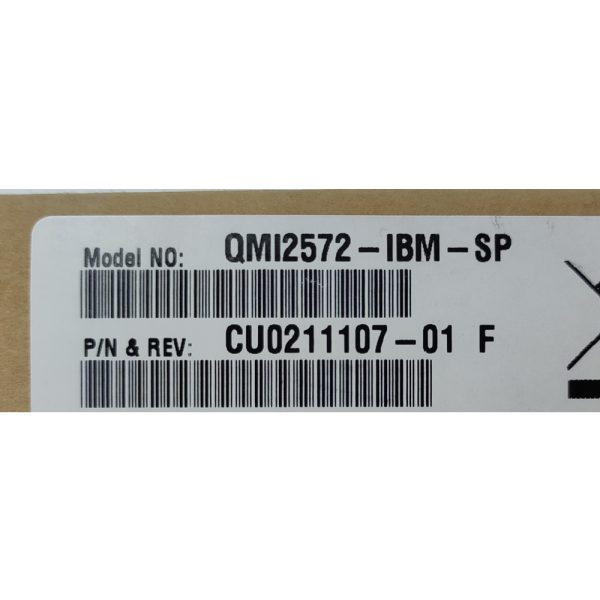 Model NO: QMI2572-IBM-SP
P/N & REV: CU0211107-01 F